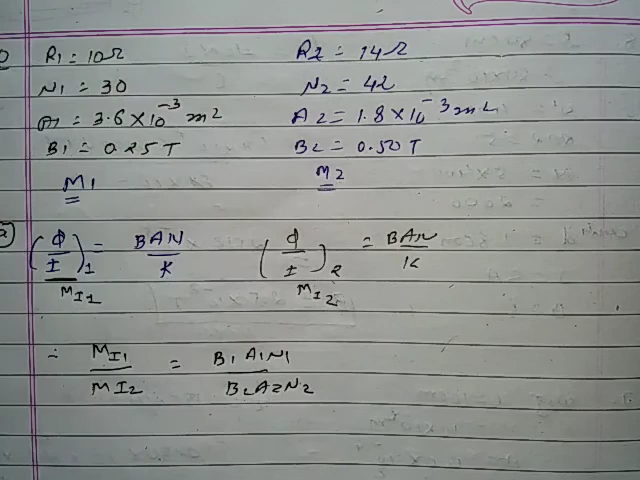 R1 = 10Ω R2 = 14Ω
N1 = 30 N2 = 42
A1 = 3.6 × 10⁻³ m2 A2 = 1.8 × 10⁻³ m2
B1 = 0.25 T B2 = 0.50 T
M1 M2
a) (Φ/I)1 = BAN/K (Φ/I)2 = BAN/K
MI1 MI2
∴ MI1/MI2 = B1A1N1/B2A2N2